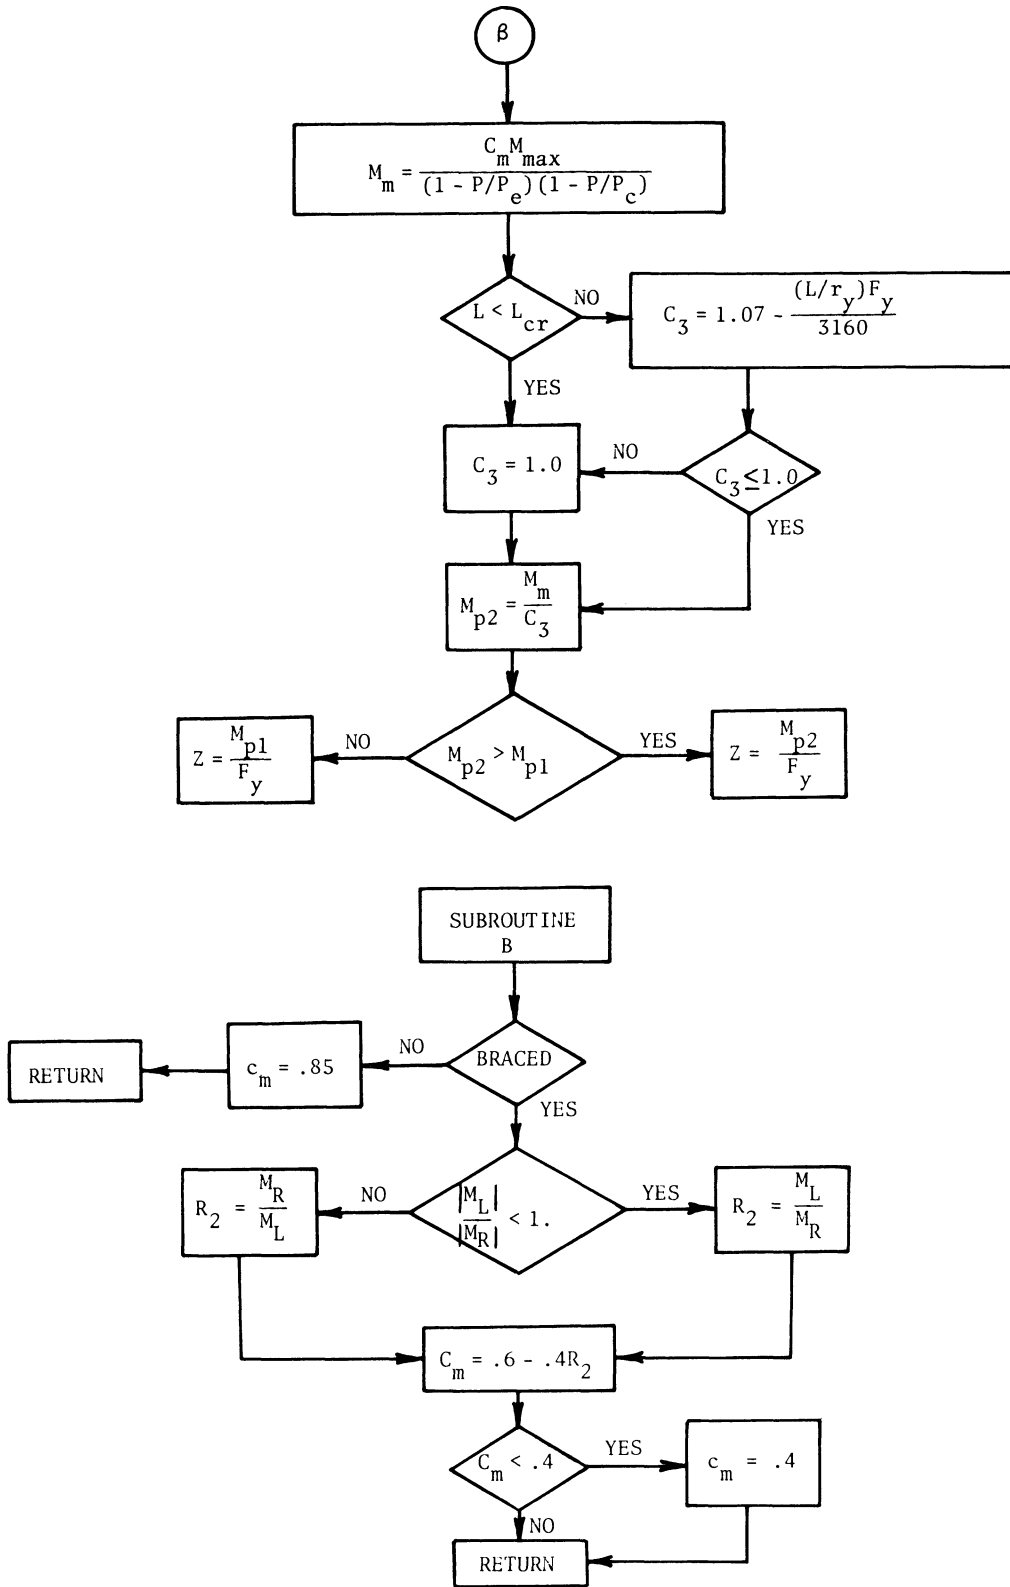 β
M_m = C_m M_max / (1 - P/P_e)(1 - P/P_c)
L < L_cr
NO
C_3 = 1.07 - (L/r_y)F_y / 3160
YES
C_3 = 1.0
NO
C_3 ≤ 1.0
YES
M_p2 = M_m / C_3
Z = M_p1 / F_y
NO
M_p2 > M_p1
YES
Z = M_p2 / F_y
SUBROUTINE
B
RETURN
c_m = .85
NO
BRACED
YES
R_2 = M_R / M_L
NO
|M_L / M_R| < 1.
YES
R_2 = M_L / M_R
C_m = .6 - .4R_2
C_m < .4
YES
c_m = .4
NO
RETURN